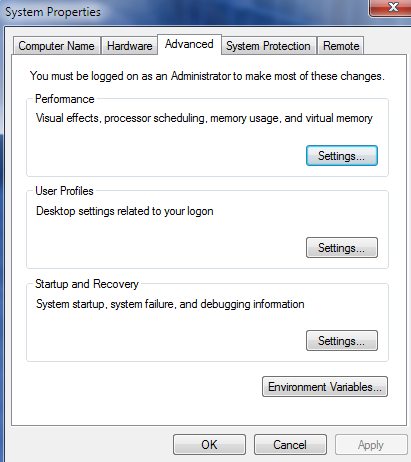 System Properties
Computer Name Hardware Advanced System Protection Remote
You must be logged on as an Administrator to make most of these changes.
Performance
Visual effects, processor scheduling, memory usage, and virtual memory
Settings...
User Profiles
Desktop settings related to your logon
Settings...
Startup and Recovery
System startup, system failure, and debugging information
Settings...
Environment Variables...
OK Cancel Apply